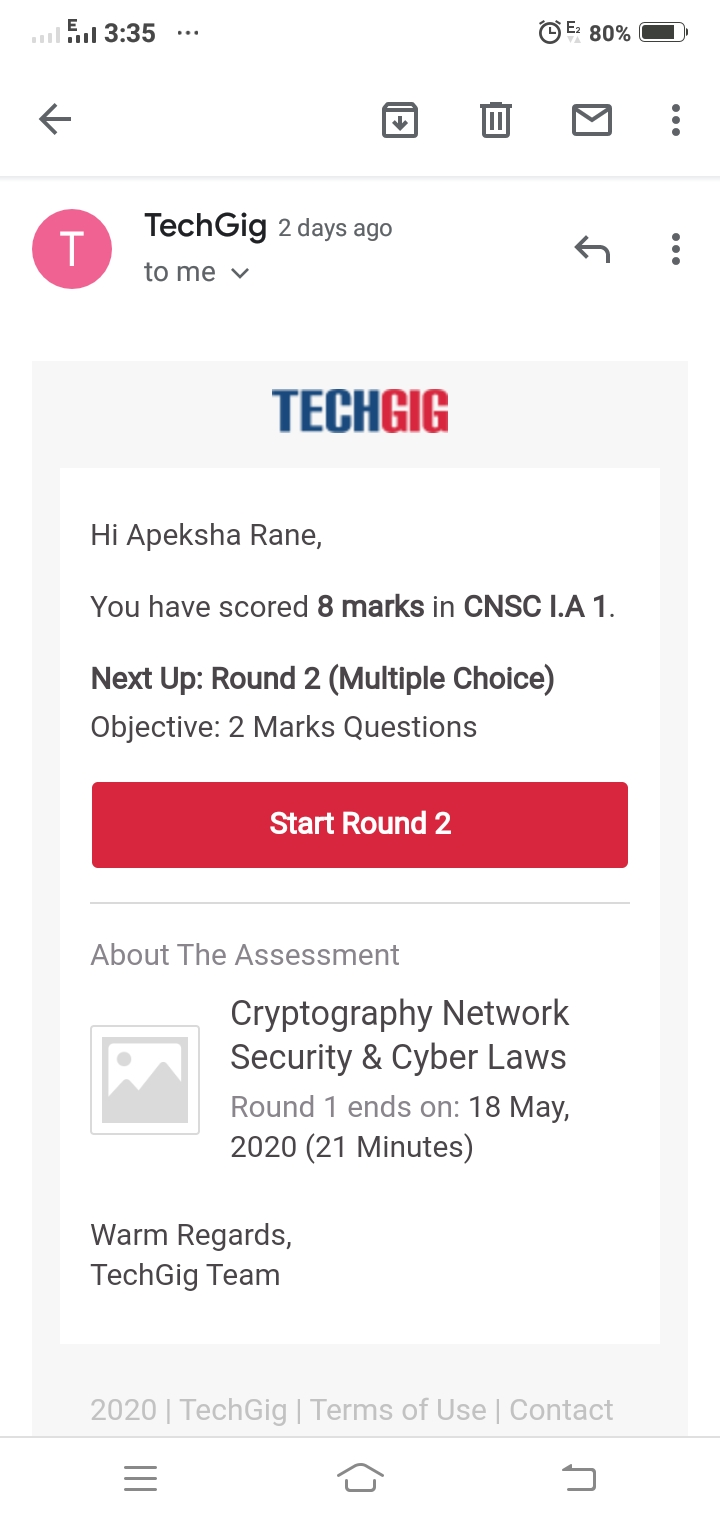 E 3:35 ... E2 80%
TechGig 2 days ago
T
to me
TECHGIG
Hi Apeksha Rane,
You have scored 8 marks in CNSC I.A 1.
Next Up: Round 2 (Multiple Choice)
Objective: 2 Marks Questions
Start Round 2
About The Assessment
Cryptography Network
Security & Cyber Laws
Round 1 ends on: 18 May,
2020 (21 Minutes)
Warm Regards,
TechGig Team
2020 | TechGig | Terms of Use | Contact